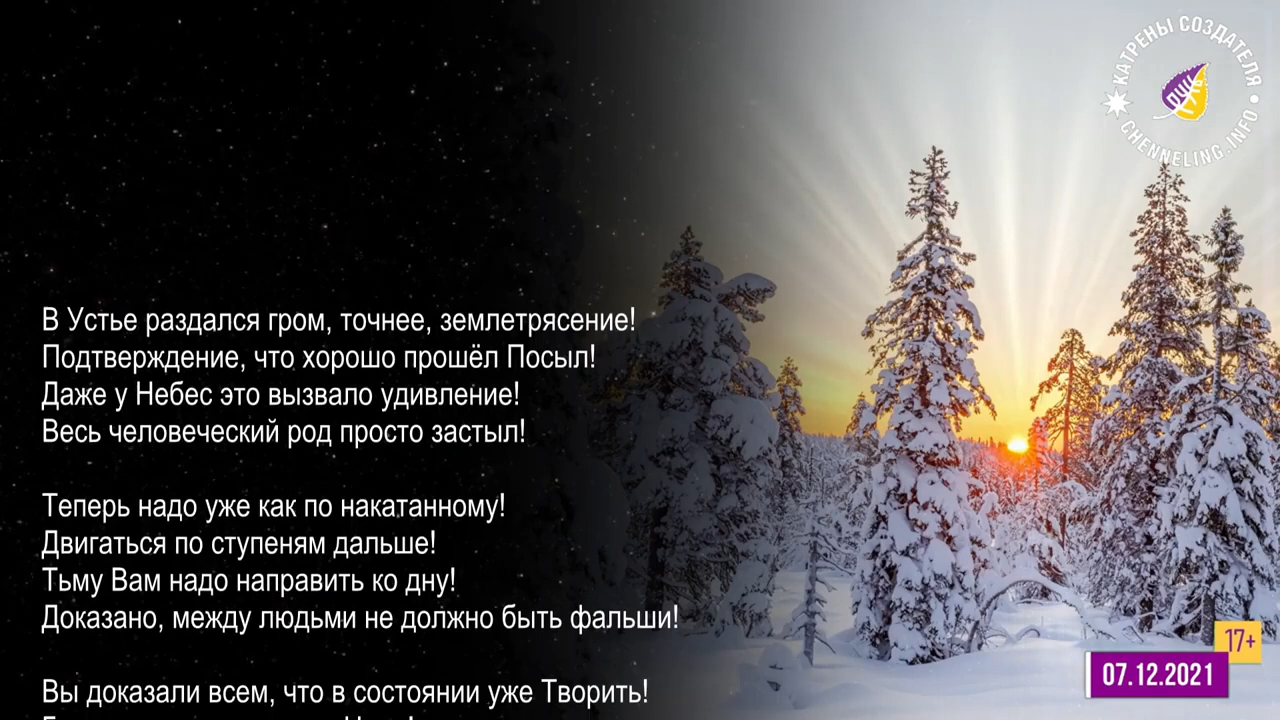 КАТРЕНЫ СОЗДАТЕЛЯ
CHENNELING.INFO
В Устье раздался гром, точнее, землетрясение!
Подтверждение, что хорошо прошёл Посыл!
Даже у Небес это вызвало удивление!
Весь человеческий род просто застыл!
Теперь надо уже как по накатанному!
Двигаться по ступеням дальше!
Тьму Вам надо направить ко дну!
Доказано, между людьми не должно быть фальши!
Вы доказали всем, что в состоянии уже Творить!
17+
07.12.2021